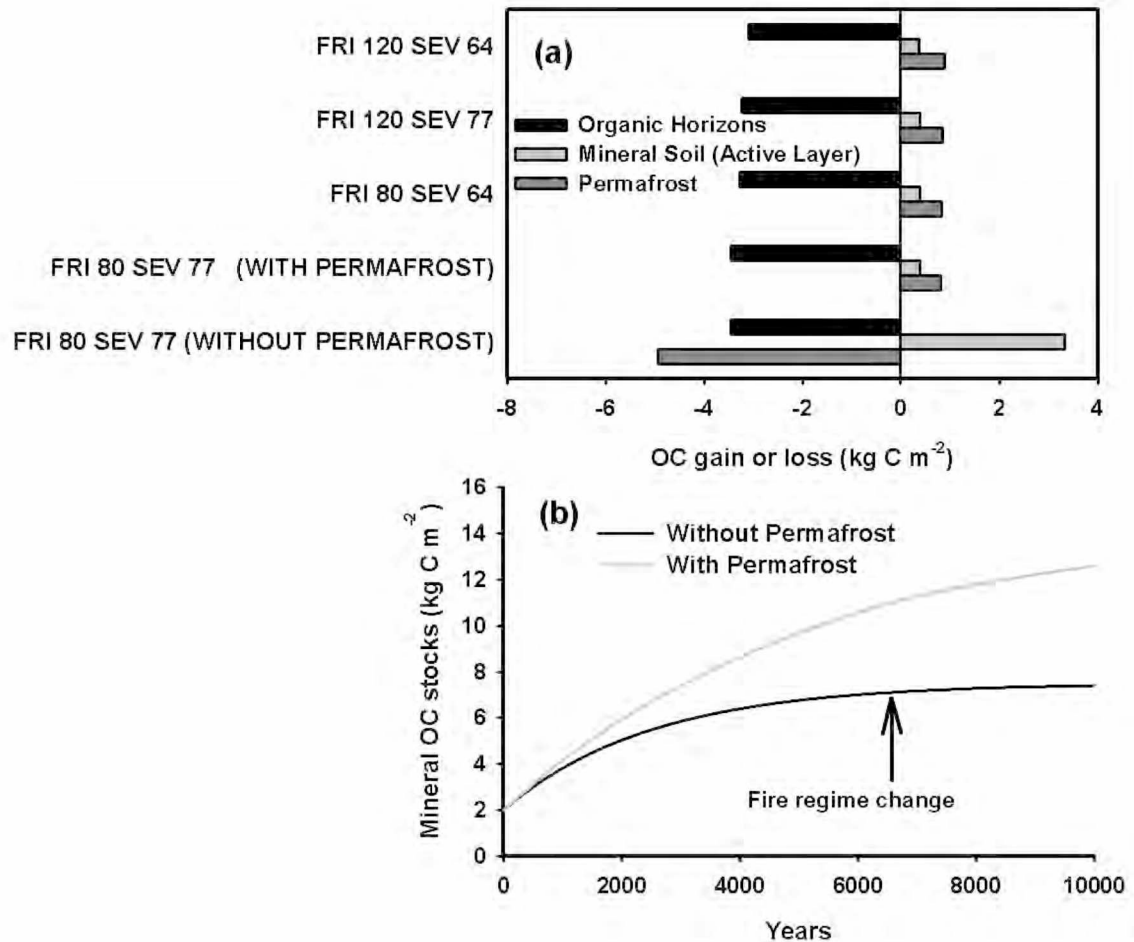 (a)
FRI 120 SEV 64
FRI 120 SEV 77
FRI 80 SEV 64
FRI 80 SEV 77 (WITH PERMAFROST)
FRI 80 SEV 77 (WITHOUT PERMAFROST)
Organic Horizons
Mineral Soil (Active Layer)
Permafrost
-8 -6 -4 -2 0 2 4
OC gain or loss (kg C m⁻²)
(b)
Mineral OC stocks (kg C m⁻²)
16
14
12
10
8
6
4
2
0
Without Permafrost
With Permafrost
Fire regime change
0 2000 4000 6000 8000 10000
Years